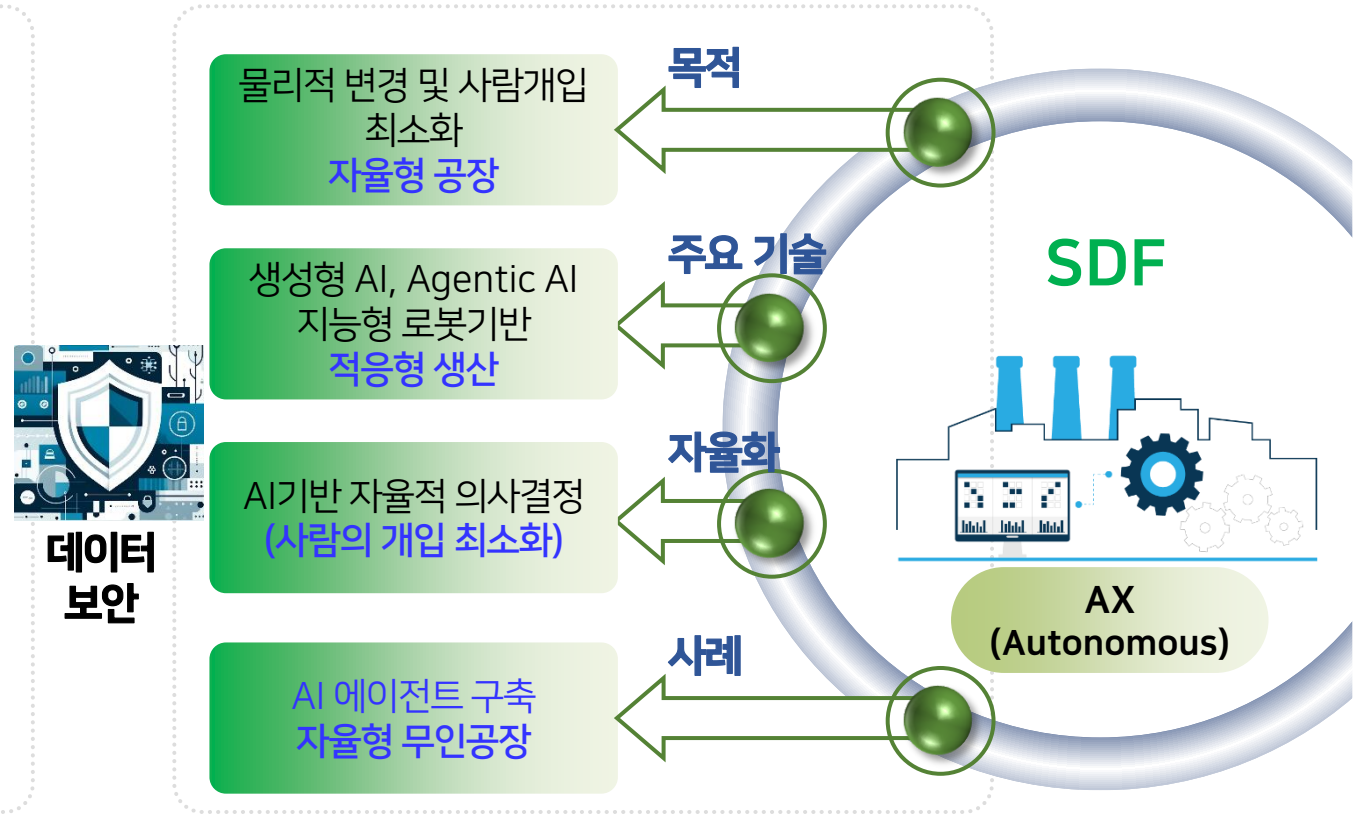 목적
물리적 변경 및 사람개입
최소화
자율형 공장
주요 기술
생성형 AI, Agentic AI
지능형 로봇기반
적응형 생산
자율화
AI기반 자율적 의사결정
(사람의 개입 최소화)
사례
AI 에이전트 구축
자율형 무인공장
데이터
보안
SDF
AX
(Autonomous)